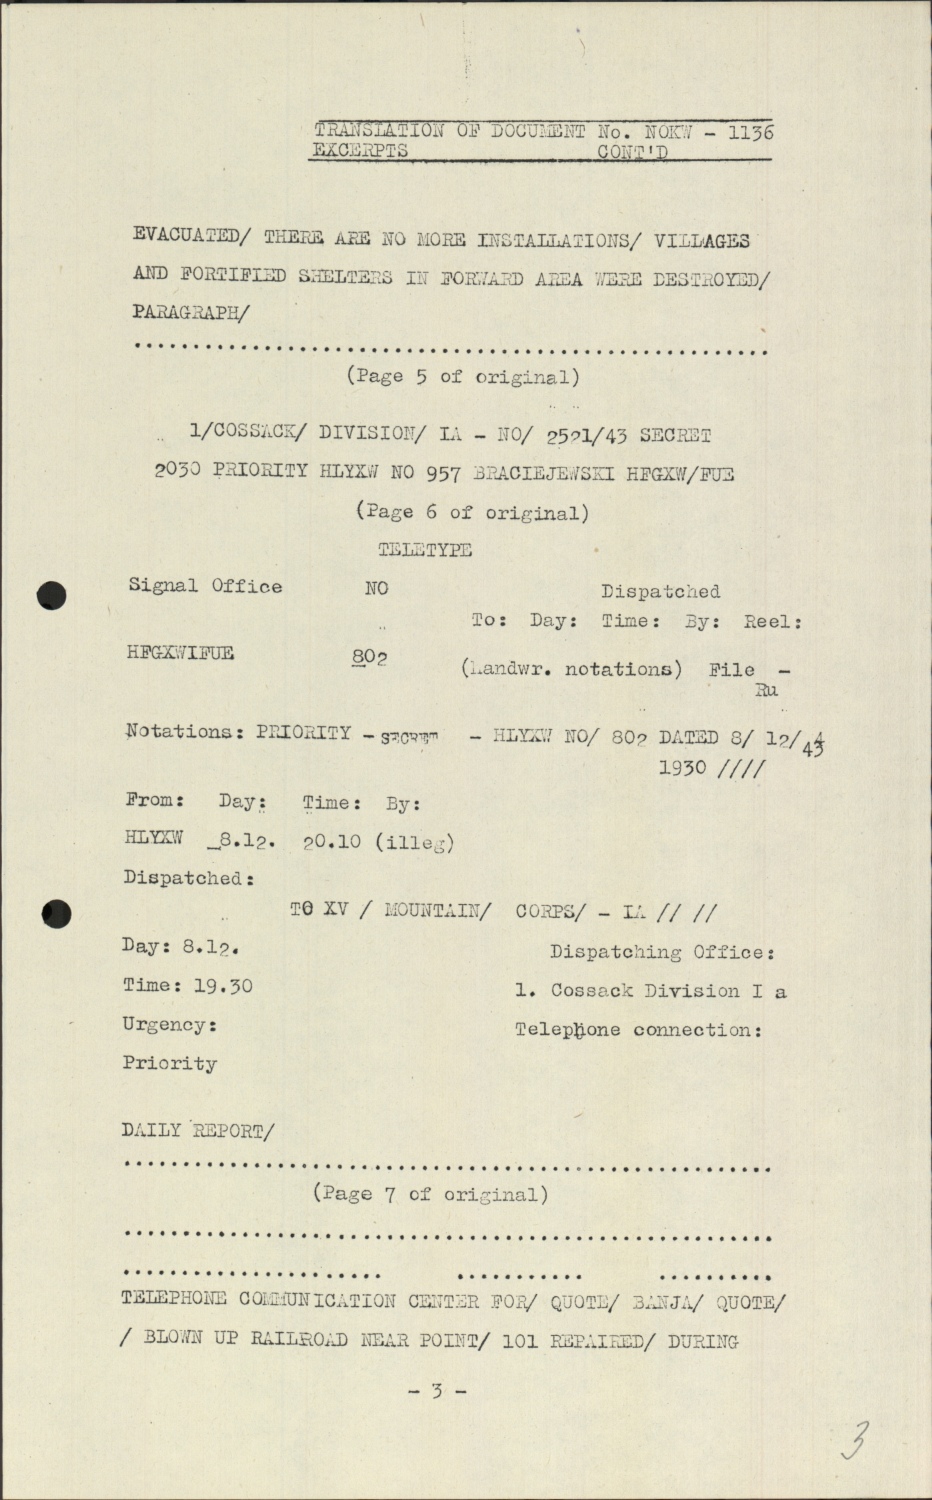 TRANSLATION OF DOCUMENT No. NOKW - 1136
EXCERPTS CONT'D
EVACUATED/ THERE ARE NO MORE INSTALLATIONS/ VILLAGES
AND FORTIFIED SHELTERS IN FORWARD AREA WERE DESTROYED/
PARAGRAPH/
......................................................
(Page 5 of original)
1/COSSACK/ DIVISION/ IA - NO/ 2521/43 SECRET
2030 PRIORITY HLYXW NO 957 BRACIEJEWSKI HFGXW/FUE
(Page 6 of original)
TELETYPE
Signal Office NO Dispatched
To: Day: Time: By: Reel:
HFGXWIFUE 802 (handwr. notations) File -
Ru
Notations: PRIORITY - SECRET - HLYXW NO/ 802 DATED 8/ 12/43
1930 ////
From: Day: Time: By:
HLYXW _8.12. 20.10 (illeg)
Dispatched:
TO XV / MOUNTAIN/ CORPS/ - IA // //
Day: 8.12. Dispatching Office:
Time: 19.30 1. Cossack Division I a
Urgency: Telephone connection:
Priority
DAILY REPORT/
.......................................................
(Page 7 of original)
.......................................................
...................... ........... ..........
TELEPHONE COMMUNICATION CENTER FOR/ QUOTE/ BANJA/ QUOTE/
/ BLOWN UP RAILROAD NEAR POINT/ 101 REPAIRED/ DURING
- 3 -
3